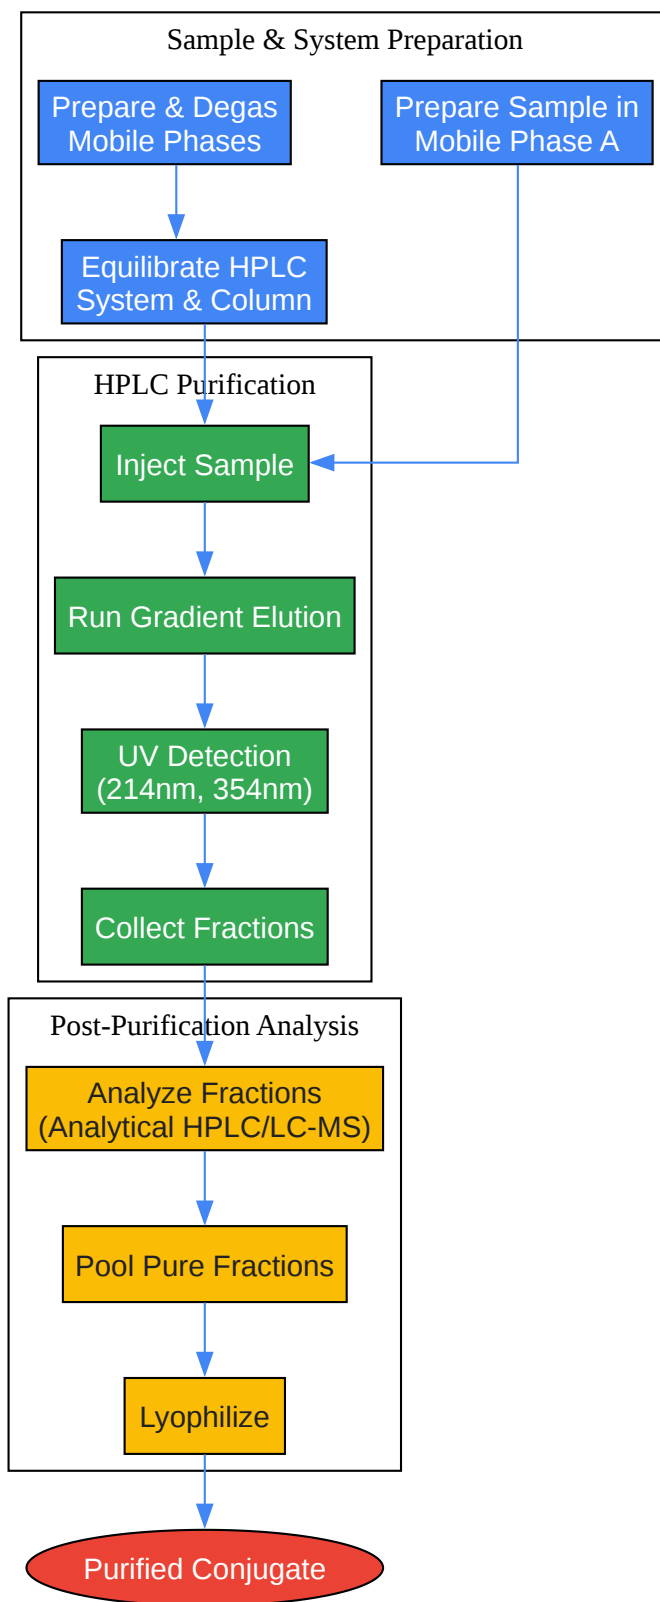 Sample & System Preparation
Prepare & Degas
Mobile Phases
Prepare Sample in
Mobile Phase A
Equilibrate HPLC
System & Column
HPLC Purification
Inject Sample
Run Gradient Elution
UV Detection
(214nm, 354nm)
Collect Fractions
Post-Purification Analysis
Analyze Fractions
(Analytical HPLC/LC-MS)
Pool Pure Fractions
Lyophilize
Purified Conjugate